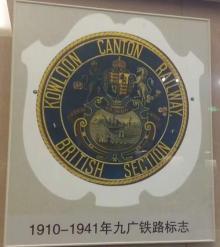 KOWLOON CANTON RAILWAY
BRITISH SECTION
1910-1941年九广铁路标志